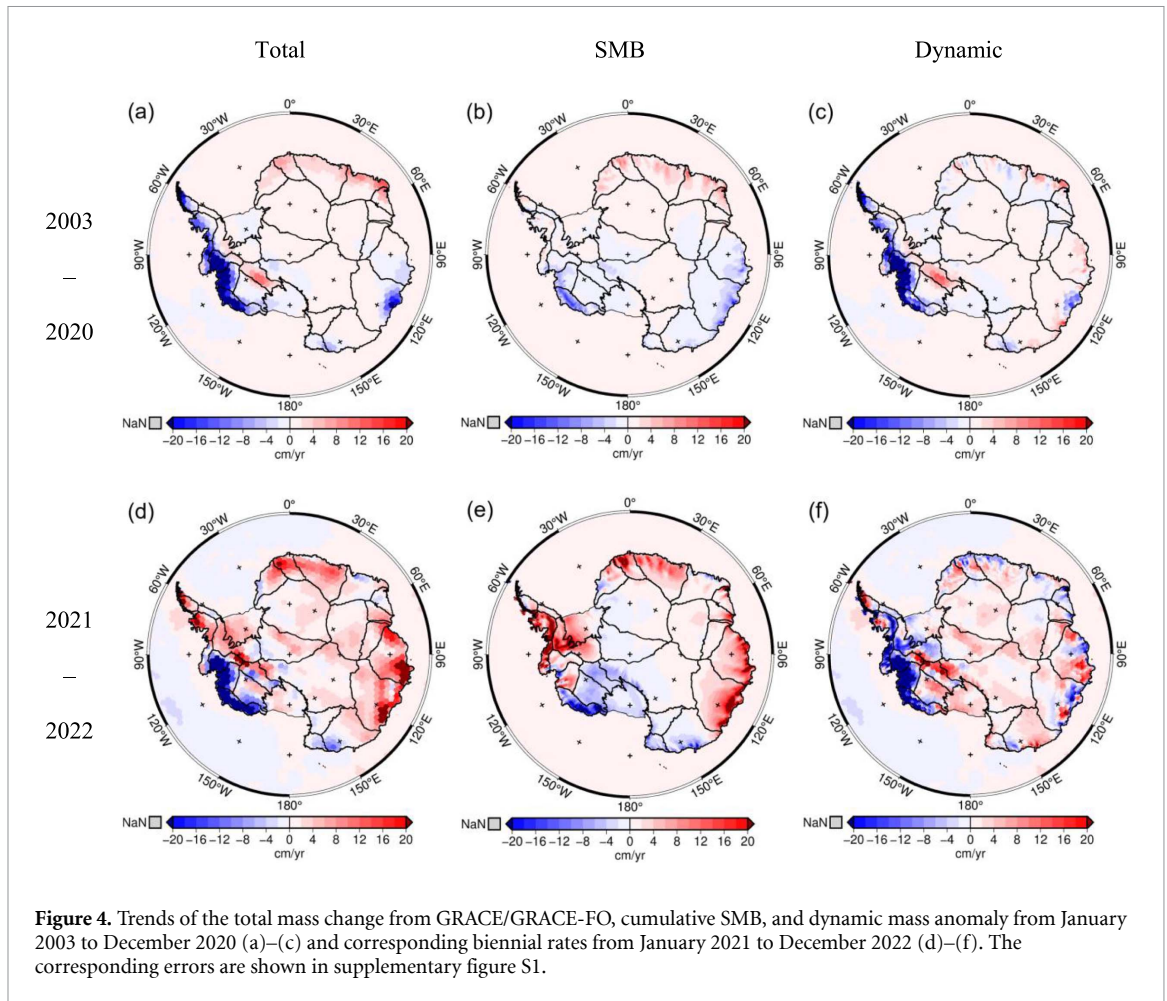 Total SMB Dynamic
(a) (b) (c)
0° 0° 0°
30°W 30°E 30°W 30°E 30°W 30°E
60°W 60°E 60°W 60°E 60°W 60°E
2003
90°W 90°E 90°W 90°E 90°W 90°E
–
2020
120°W 120°E 120°W 120°E 120°W 120°E
150°W 150°E 150°W 150°E 150°W 150°E
180° 180° 180°
NaN NaN NaN
−20−16−12 −8 −4 0 4 8 12 16 20 −20−16−12 −8 −4 0 4 8 12 16 20 −20−16−12 −8 −4 0 4 8 12 16 20
cm/yr cm/yr cm/yr
(d) (e) (f)
0° 0° 0°
30°W 30°E 30°W 30°E 30°W 30°E
60°W 60°E 60°W 60°E 60°W 60°E
2021
90°W 90°E 90°W 90°E 90°W 90°E
–
2022
120°W 120°E 120°W 120°E 120°W 120°E
150°W 150°E 150°W 150°E 150°W 150°E
180° 180° 180°
NaN NaN NaN
−20−16−12 −8 −4 0 4 8 12 16 20 −20−16−12 −8 −4 0 4 8 12 16 20 −20−16−12 −8 −4 0 4 8 12 16 20
cm/yr cm/yr cm/yr
Figure 4. Trends of the total mass change from GRACE/GRACE-FO, cumulative SMB, and dynamic mass anomaly from January
2003 to December 2020 (a)–(c) and corresponding biennial rates from January 2021 to December 2022 (d)–(f). The
corresponding errors are shown in supplementary figure S1.